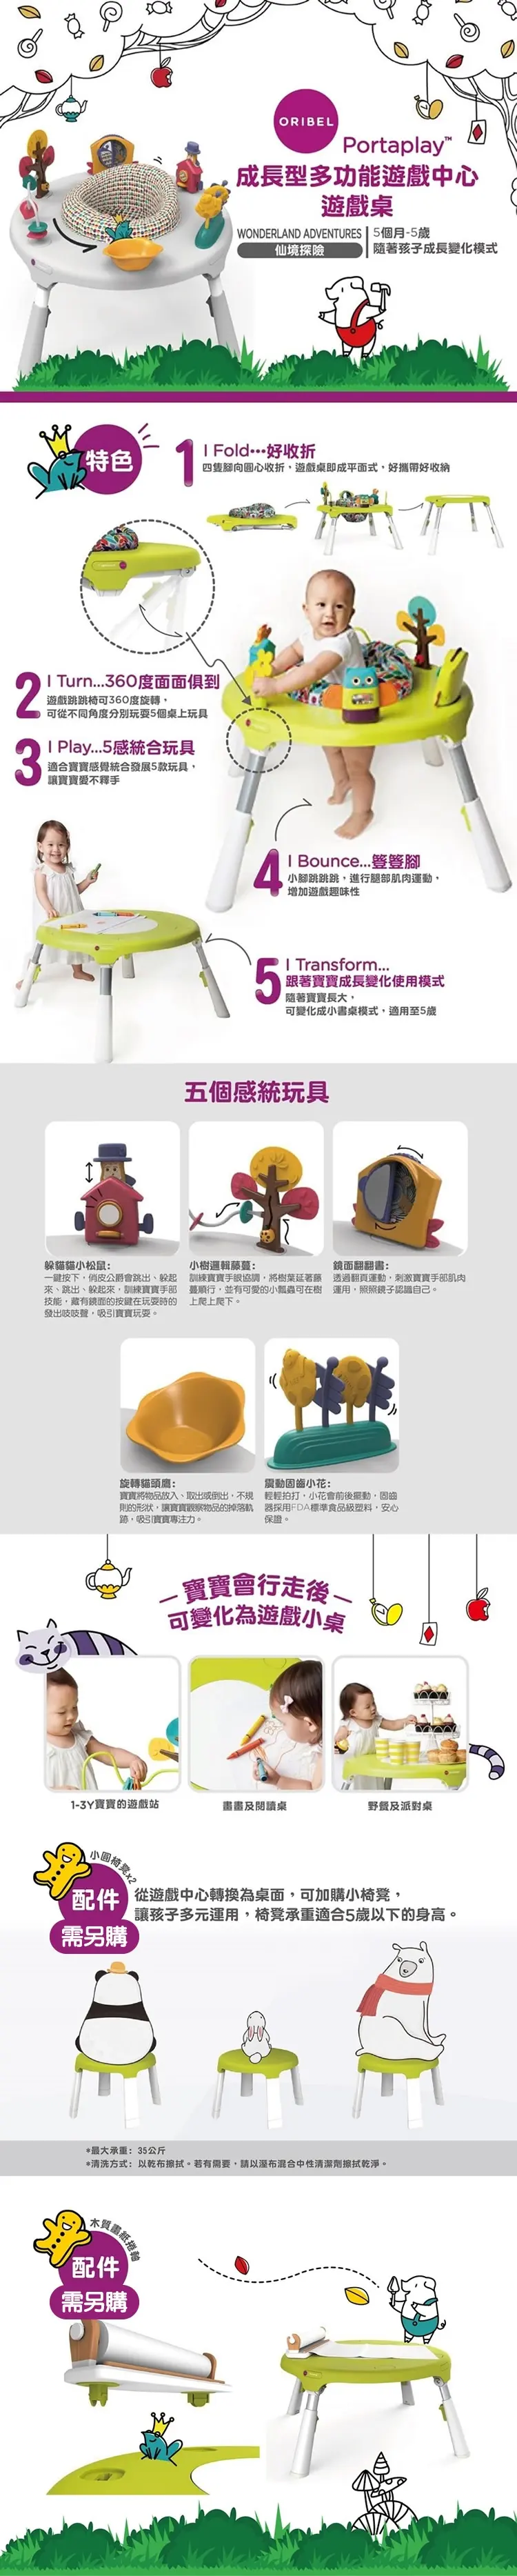 ORIBEL
Portaplay™
成長型多功能遊戲中心
遊戲桌
WONDERLAND ADVENTURES
仙境探險
5個月-5歲
隨著孩子成長變化模式
特色
1 I Fold…好收折
四隻腳向圓心收折，遊戲桌即成平面式，好攜帶好收納
2 I Turn...360度面面俱到
遊戲跳跳椅可360度旋轉，
可從不同角度分別玩耍5個桌上玩具
3 I Play...5感統合玩具
適合寶寶感覺統合發展5款玩具，
讓寶寶愛不釋手
4 I Bounce...蹬蹬腳
小腳跳跳跳，進行腿部肌肉運動，
增加遊戲趣味性
5 I Transform...
跟著寶寶成長變化使用模式
隨著寶寶長大，
可變化成小書桌模式，適用至5歲
五個感統玩具
躲貓貓小松鼠：
一鍵按下，俏皮公爵會跳出、躲起
來、跳出、躲起來，訓練寶寶手部
技能，藏有鏡面的按鍵在玩耍時的
發出吱吱聲，吸引寶寶玩耍。
小樹邏輯藤蔓：
訓練寶寶手眼協調，將樹葉延著藤
蔓順行，並有可愛的小瓢蟲可在樹
上爬上爬下。
鏡面翻翻書：
透過翻頁運動，刺激寶寶手部肌肉
運用，照照鏡子認識自己。
旋轉貓頭鷹：
寶寶將物品放入、取出或倒出，不規
則的形狀，讓寶寶觀察物品的掉落軌
跡，吸引寶寶專注力。
震動固齒小花：
輕輕拍打，小花會前後擺動，固齒
器採用FDA標準食品級塑料，安心
保證。
寶寶會行走後
可變化為遊戲小桌
1-3Y寶寶的遊戲站
畫畫及閱讀桌
野餐及派對桌
小圓椅凳x2
配件
需另購
從遊戲中心轉換為桌面，可加購小椅凳，
讓孩子多元運用，椅凳承重適合5歲以下的身高。
*最大承重：35公斤
*清洗方式：以乾布擦拭。若有需要，請以溼布混合中性清潔劑擦拭乾淨。
木質畫紙捲軸
配件
需另購